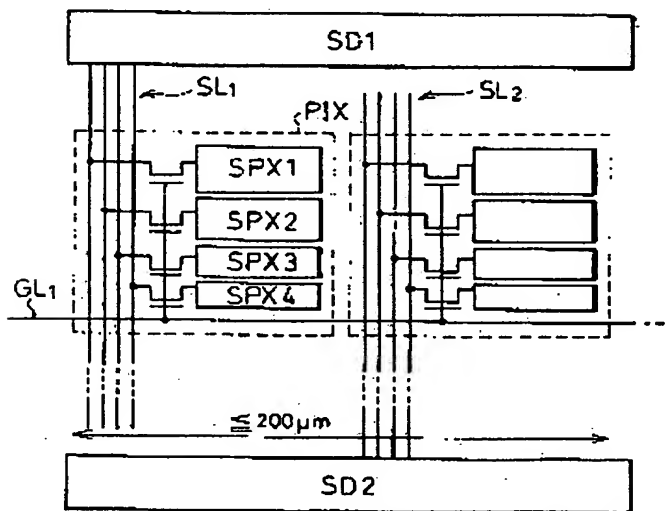 SD1
SL1
SL2
PIX
SPX1
SPX2
SPX3
SPX4
GL1
≦200μm
SD2